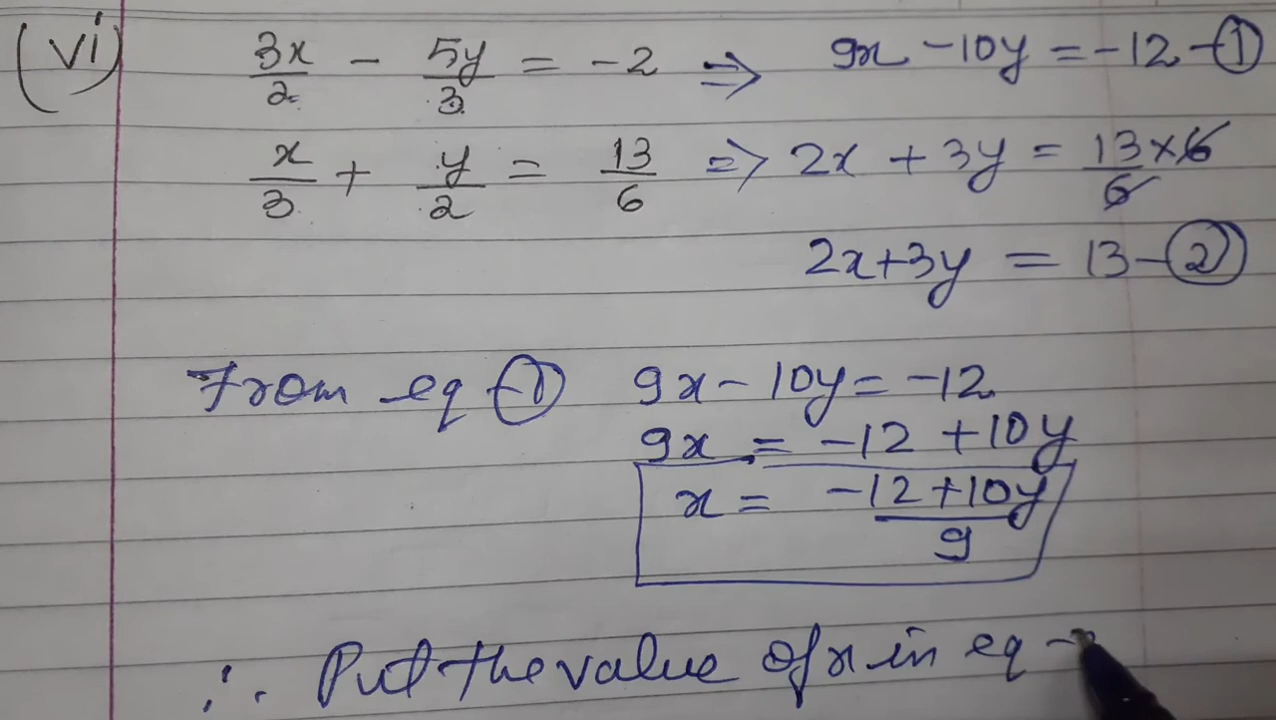 (vi) 3x/2 - 5y/3 = -2 ⇒ 9x - 10y = -12 - ①
x/3 + y/2 = 13/6 ⇒ 2x + 3y = 13×6/6
2x+3y = 13 - ②
From eq - ① 9x - 10y = -12
9x = -12 + 10y
x = -12+10y/9
∴ Put the value of x in eq -